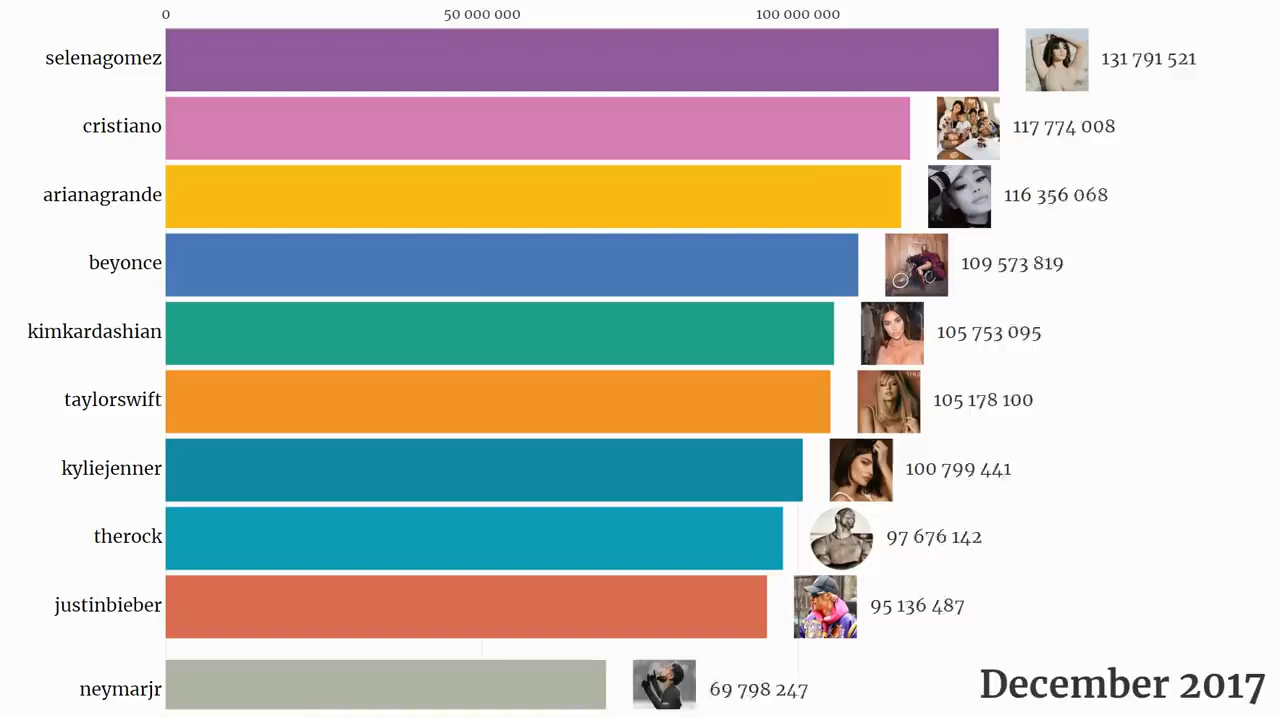 0 50 000 000 100 000 000
selenagomez 131 791 521
cristiano 117 774 008
arianagrande 116 356 068
beyonce 109 573 819
kimkardashian 105 753 095
taylorswift 105 178 100
kyliejenner 100 799 441
therock 97 676 142
justinbieber 95 136 487
neymarjr 69 798 247
December 2017